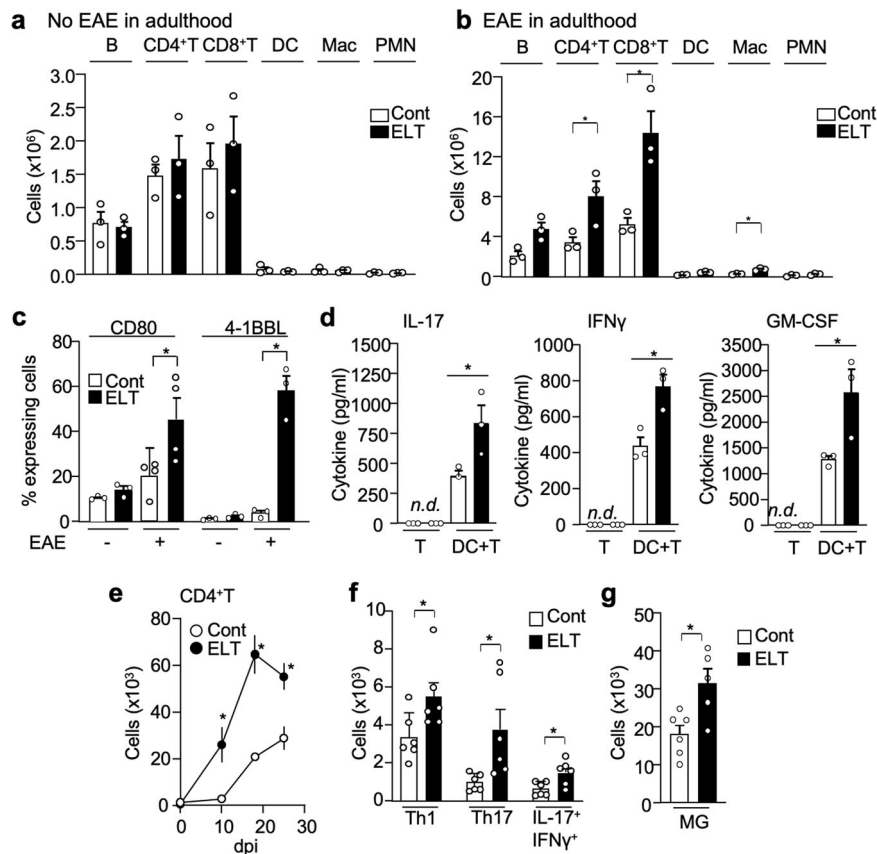 a No EAE in adulthood
B CD4+T CD8+T DC Mac PMN
3.0
2.5
2.0
1.5
1.0
0.5
0.0
Cells (x10⁶)
Cont
ELT
b EAE in adulthood
B CD4+T CD8+T DC Mac PMN
20
16
12
8
4
0
Cells (x10⁶)
* * *
Cont
ELT
c
CD80 4-1BBL
80
60
40
20
0
% expressing cells
Cont
ELT
* *
EAE - + - +
d
IL-17
1500
1250
1000
750
500
250
0
Cytokine (pg/ml)
*
n.d.
T DC+T
IFNγ
1000
800
600
400
200
0
Cytokine (pg/ml)
*
n.d.
T DC+T
GM-CSF
3500
3000
2500
2000
1500
1000
500
0
Cytokine (pg/ml)
*
n.d.
T DC+T
Cont
ELT
e CD4+T
80
60
40
20
0
Cells (x10³)
Cont
ELT
* * *
0 10 20 30
dpi
f
10
6
5
4
2
0
Cells (x10³)
* * *
Cont
ELT
Th1 Th17 IL-17+
IFNγ+
g
50
40
30
20
10
0
Cells (x10³)
*
Cont
ELT
MG